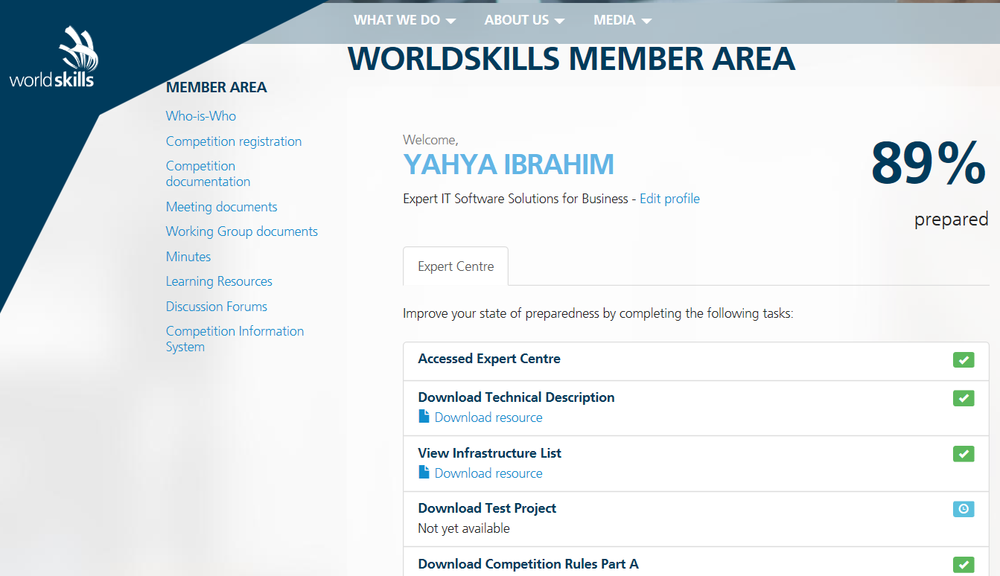 WHAT WE DO
ABOUT US
MEDIA
worldskills
WORLDSKILLS MEMBER AREA
MEMBER AREA
Who-is-Who
Competition registration
Competition
documentation
Meeting documents
Working Group documents
Minutes
Learning Resources
Discussion Forums
Competition Information
System
Welcome,
YAHYA IBRAHIM
Expert IT Software Solutions for Business - Edit profile
89%
prepared
Expert Centre
Improve your state of preparedness by completing the following tasks:
Accessed Expert Centre
Download Technical Description
Download resource
View Infrastructure List
Download resource
Download Test Project
Not yet available
Download Competition Rules Part A